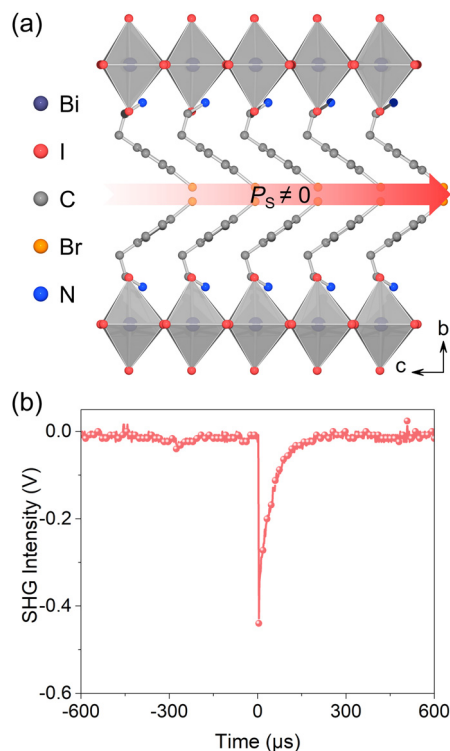 (a)
Bi
I
C
Br
N
P_S ≠ 0
b
c
(b)
SHG Intensity (V)
0.0
-0.2
-0.4
-0.6
-600 -300 0 300 600
Time (µs)